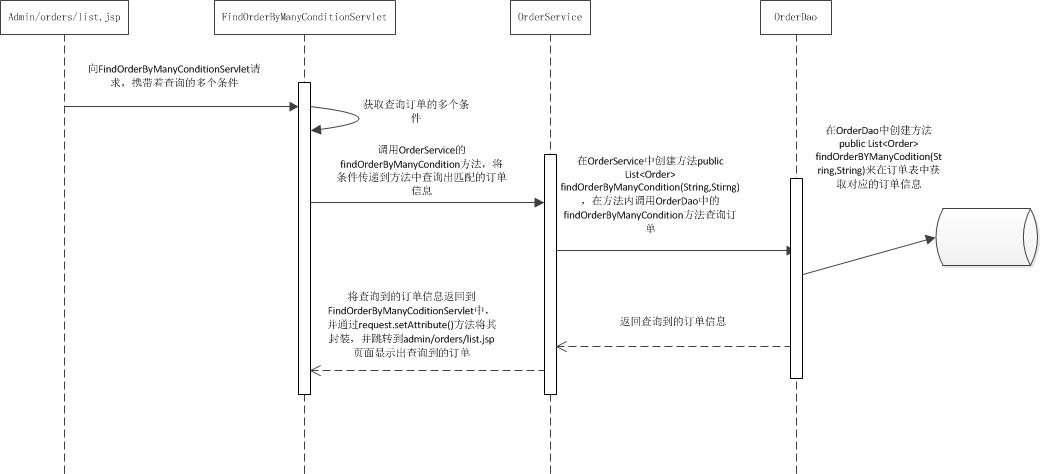 Admin/orders/list.jsp
FindOrderByManyConditionServlet
OrderService
OrderDao
向FindOrderByManyConditionServlet请
求，携带着查询的多个条件
获取查询订单的多个条
件
调用OrderService的
findOrderByManyCondition方法，将
条件传递到方法中查询出匹配的订单
信息
在OrderService中创建方法public
List<Order>
findOrderByManyCondition(String,Stirng)
，在方法内调用OrderDao中的
findOrderByManyCondition方法查询订
单
在OrderDao中创建方法
public List<Order>
findOrderBYManyCodition(St
ring,String)来在订单表中获
取对应的订单信息
将查询到的订单信息返回到
FindOrderByManyCoditionServlet中，
并通过request.setAttribute()方法将其
封装，并跳转到admin/orders/list.jsp
页面显示出查询到的订单
返回查询到的订单信息